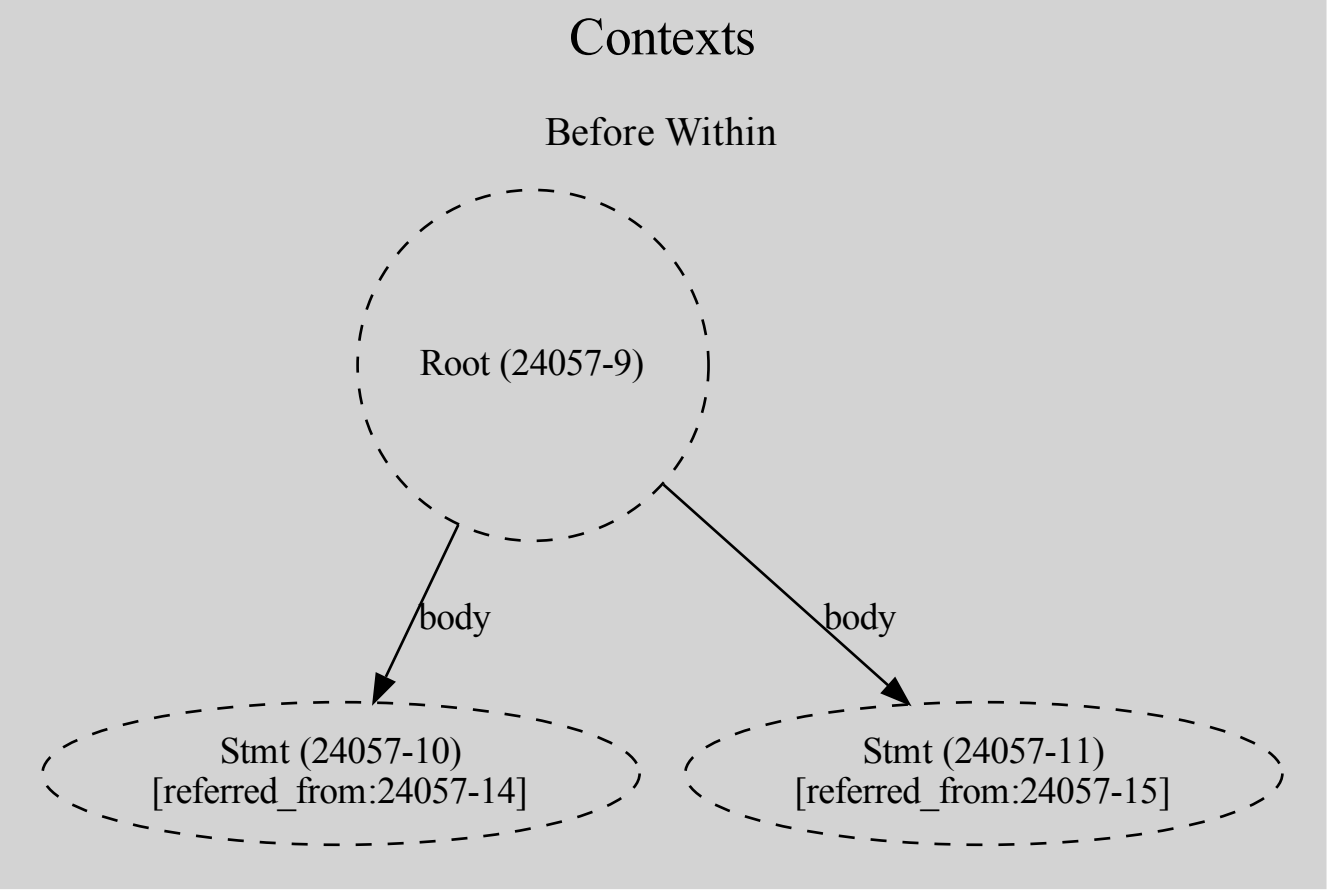 Contexts
Before Within
Root (24057-9)
body
body
Stmt (24057-10)
[referred_from:24057-14]
Stmt (24057-11)
[referred_from:24057-15]